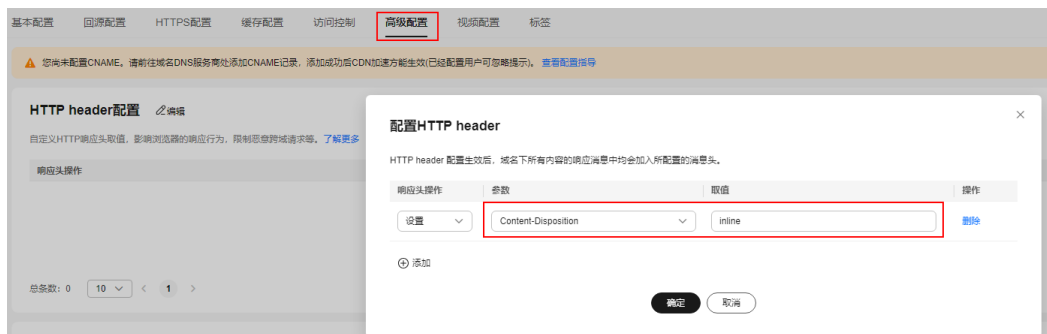 基本配置 回源配置 HTTPS配置 缓存配置 访问控制 高级配置 视频配置 标签
您尚未配置CNAME。请前往域名DNS服务商处添加CNAME记录，添加成功后CDN加速方能生效(已经配置用户可忽略提示)。 查看配置指导
HTTP header配置 编辑
自定义HTTP响应头取值，影响浏览器的响应行为，限制恶意跨域请求等。了解更多
响应头操作
总条数：0 10 < 1 >
配置HTTP header
HTTP header 配置生效后，域名下所有内容的响应消息中均会加入所配置的消息头。
响应头操作 参数 取值 操作
设置 Content-Disposition inline 删除
添加
确定 取消